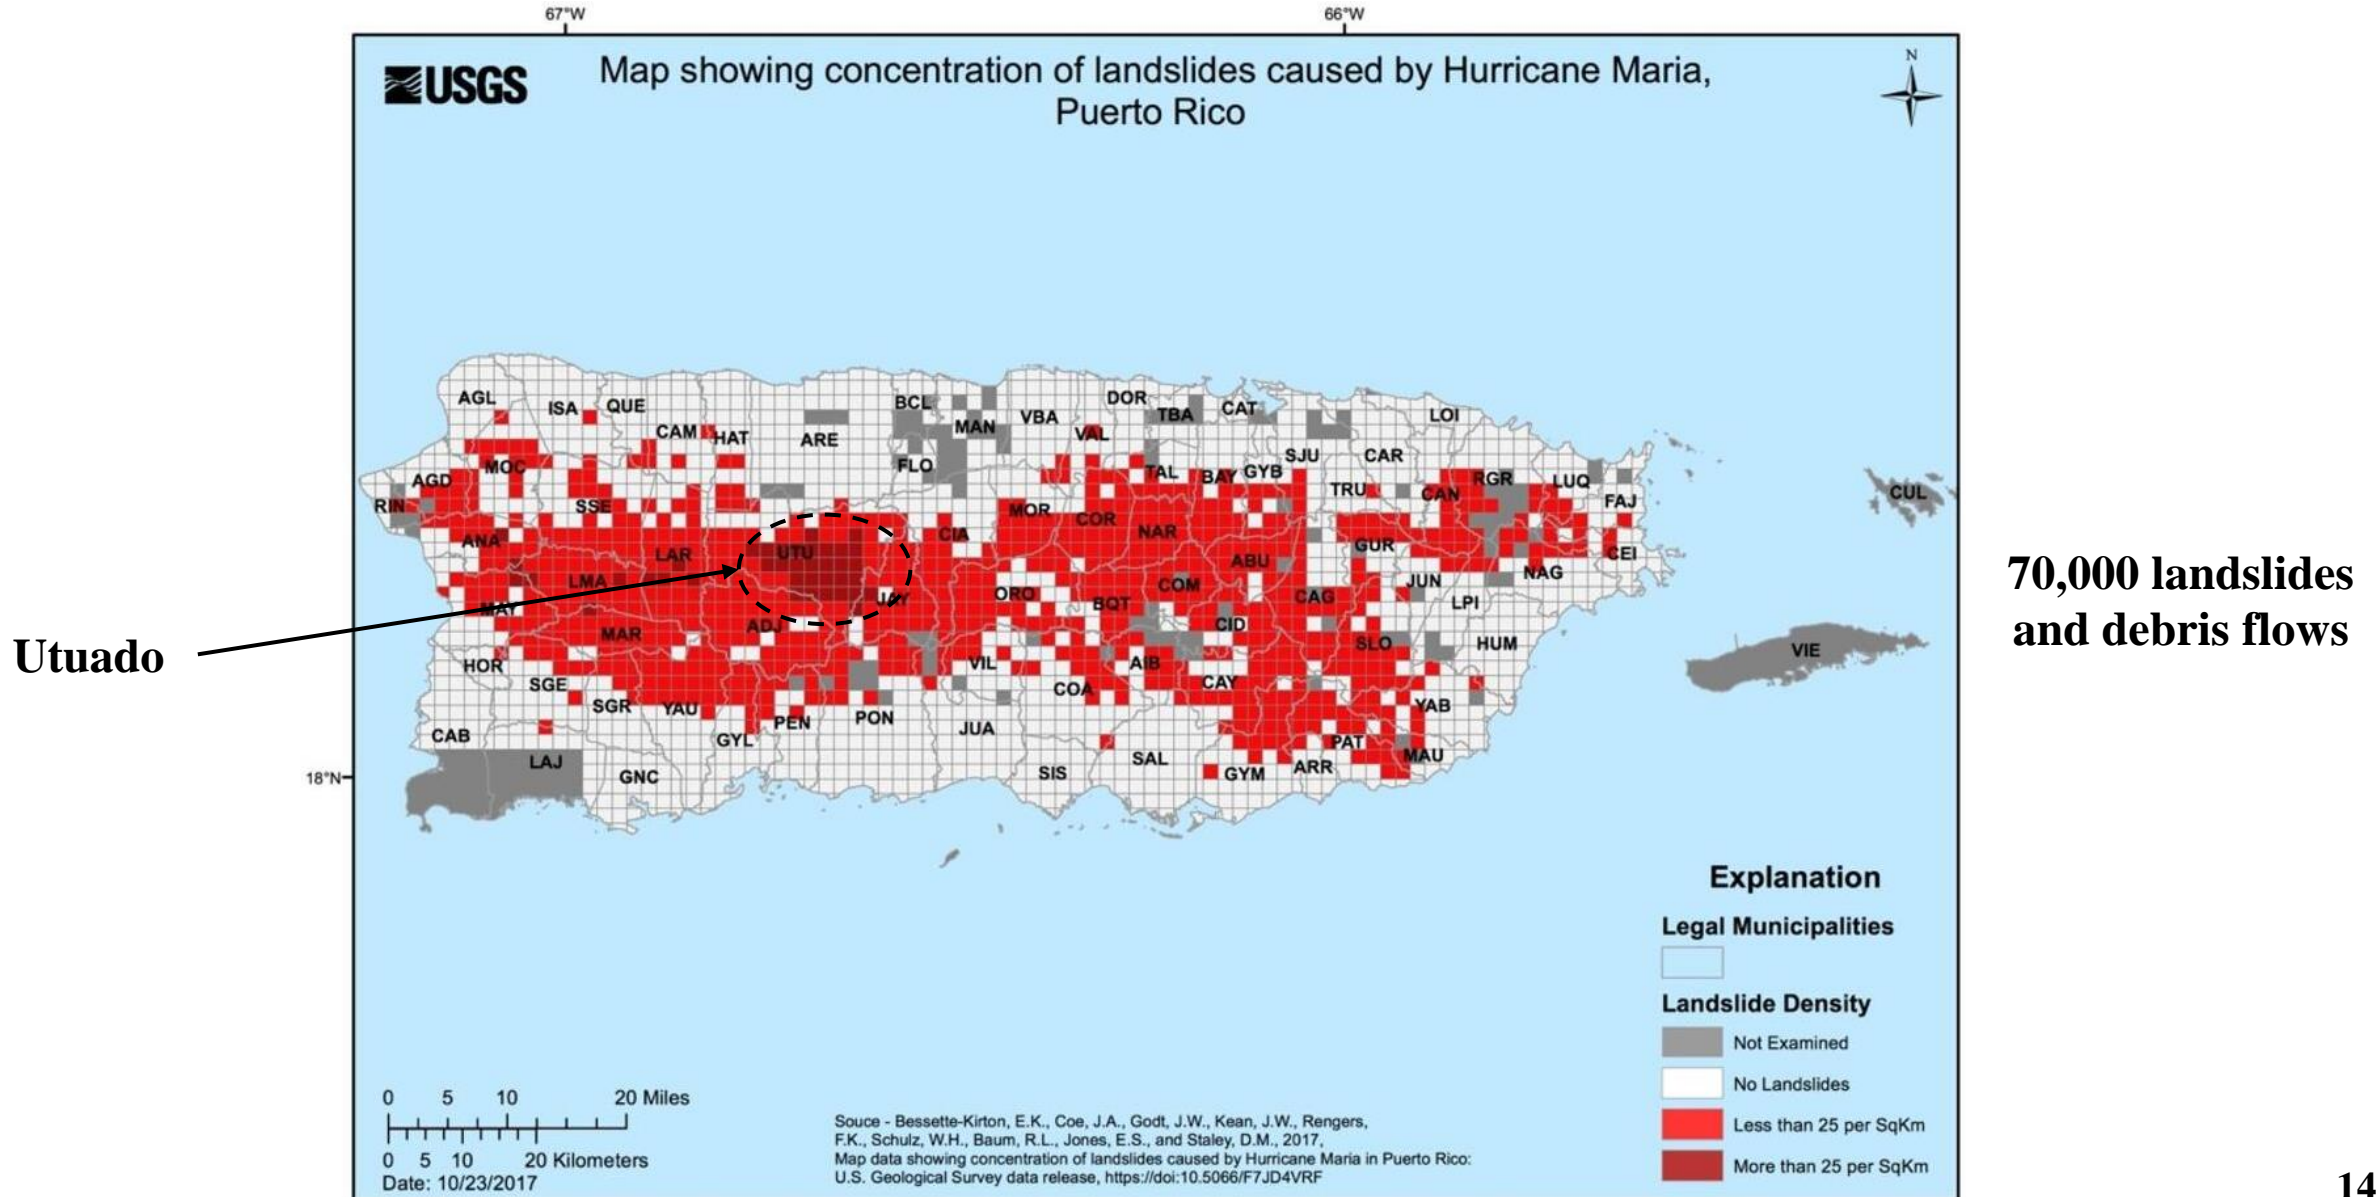 67°W
66°W
USGS
Map showing concentration of landslides caused by Hurricane Maria,
Puerto Rico
N
AGL
ISA
QUE
CAM
HAT
ARE
BCL
MAN
VBA
DOR
VAL
TBA
CAT
LOI
MOC
AGD
RIN
SSE
FLO
TAL
BAY
GYB
SJU
CAR
TRU
CAN
RGR
LUQ
FAJ
CUL
ANA
LAR
UTU
CIA
MOR
COR
NAR
ABU
GUR
CEI
NAG
LMA
MAY
JAY
ORO
BQT
COM
CAG
JUN
LPI
MAR
ADJ
CID
SLO
HUM
VIE
HOR
SGE
VIL
AIB
COA
CAY
SGR
YAU
PEN
PON
YAB
CAB
LAJ
GYL
JUA
PAT
MAU
GNC
SIS
SAL
GYM
ARR
18°N
Utuado
70,000 landslides
and debris flows
Explanation
Legal Municipalities
Landslide Density
Not Examined
No Landslides
Less than 25 per SqKm
More than 25 per SqKm
0 5 10 20 Miles
0 5 10 20 Kilometers
Date: 10/23/2017
Souce - Bessette-Kirton, E.K., Coe, J.A., Godt, J.W., Kean, J.W., Rengers,
F.K., Schulz, W.H., Baum, R.L., Jones, E.S., and Staley, D.M., 2017,
Map data showing concentration of landslides caused by Hurricane Maria in Puerto Rico:
U.S. Geological Survey data release, https://doi:10.5066/F7JD4VRF
14